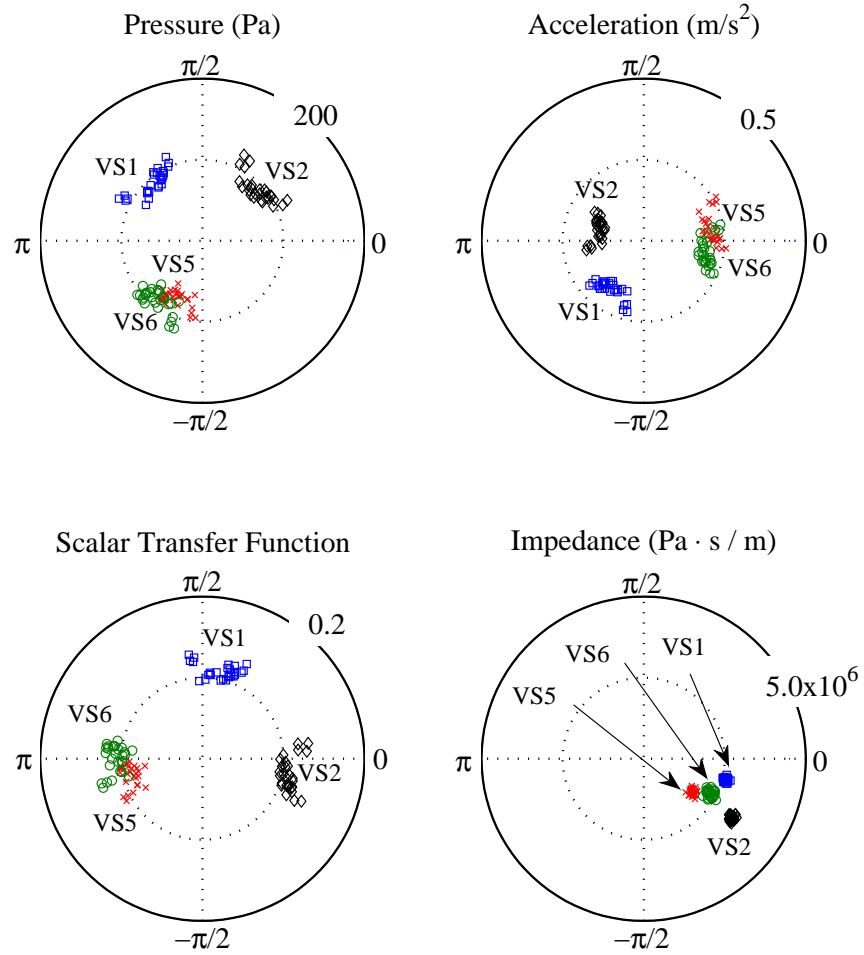 Pressure (Pa)
π/2
200
VS1
VS2
π
0
VS5
VS6
−π/2
Acceleration (m/s²)
π/2
0.5
VS2
VS5
π
0
VS6
VS1
−π/2
Scalar Transfer Function
π/2
0.2
VS1
VS6
π
0
VS2
VS5
−π/2
Impedance (Pa · s / m)
π/2
VS1
VS6
5.0x10⁶
VS5
π
0
VS2
−π/2